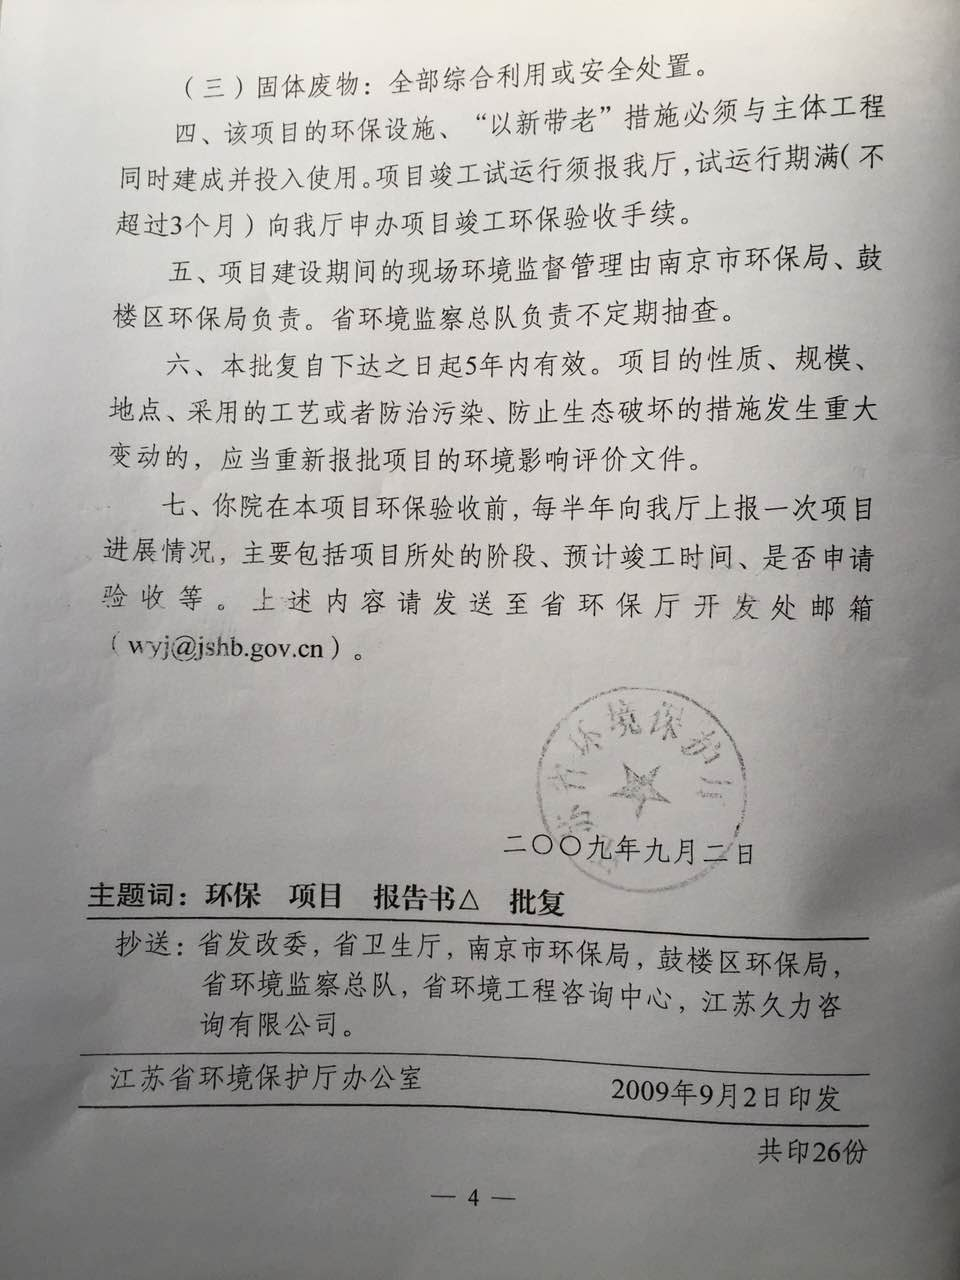 （三）固体废物：全部综合利用或安全处置。
四、该项目的环保设施、“以新带老”措施必须与主体工程
同时建成并投入使用。项目竣工试运行须报我厅，试运行期满（不
超过3个月）向我厅申办项目竣工环保验收手续。
五、项目建设期间的现场环境监督管理由南京市环保局、鼓
楼区环保局负责。省环境监察总队负责不定期抽查。
六、本批复自下达之日起5年内有效。项目的性质、规模、
地点、采用的工艺或者防治污染、防止生态破坏的措施发生重大
变动的，应当重新报批项目的环境影响评价文件。
七、你院在本项目环保验收前，每半年向我厅上报一次项目
进展情况，主要包括项目所处的阶段、预计竣工时间、是否申请
验收等。上述内容请发送至省环保厅开发处邮箱
（wyj@jshb.gov.cn）。
江苏省环境保护厅
二〇〇九年九月二日
主题词：环保 项目 报告书△ 批复
抄送：省发改委，省卫生厅，南京市环保局，鼓楼区环保局，
省环境监察总队，省环境工程咨询中心，江苏久力咨
询有限公司。
江苏省环境保护厅办公室 2009年9月2日印发
共印26份
— 4 —